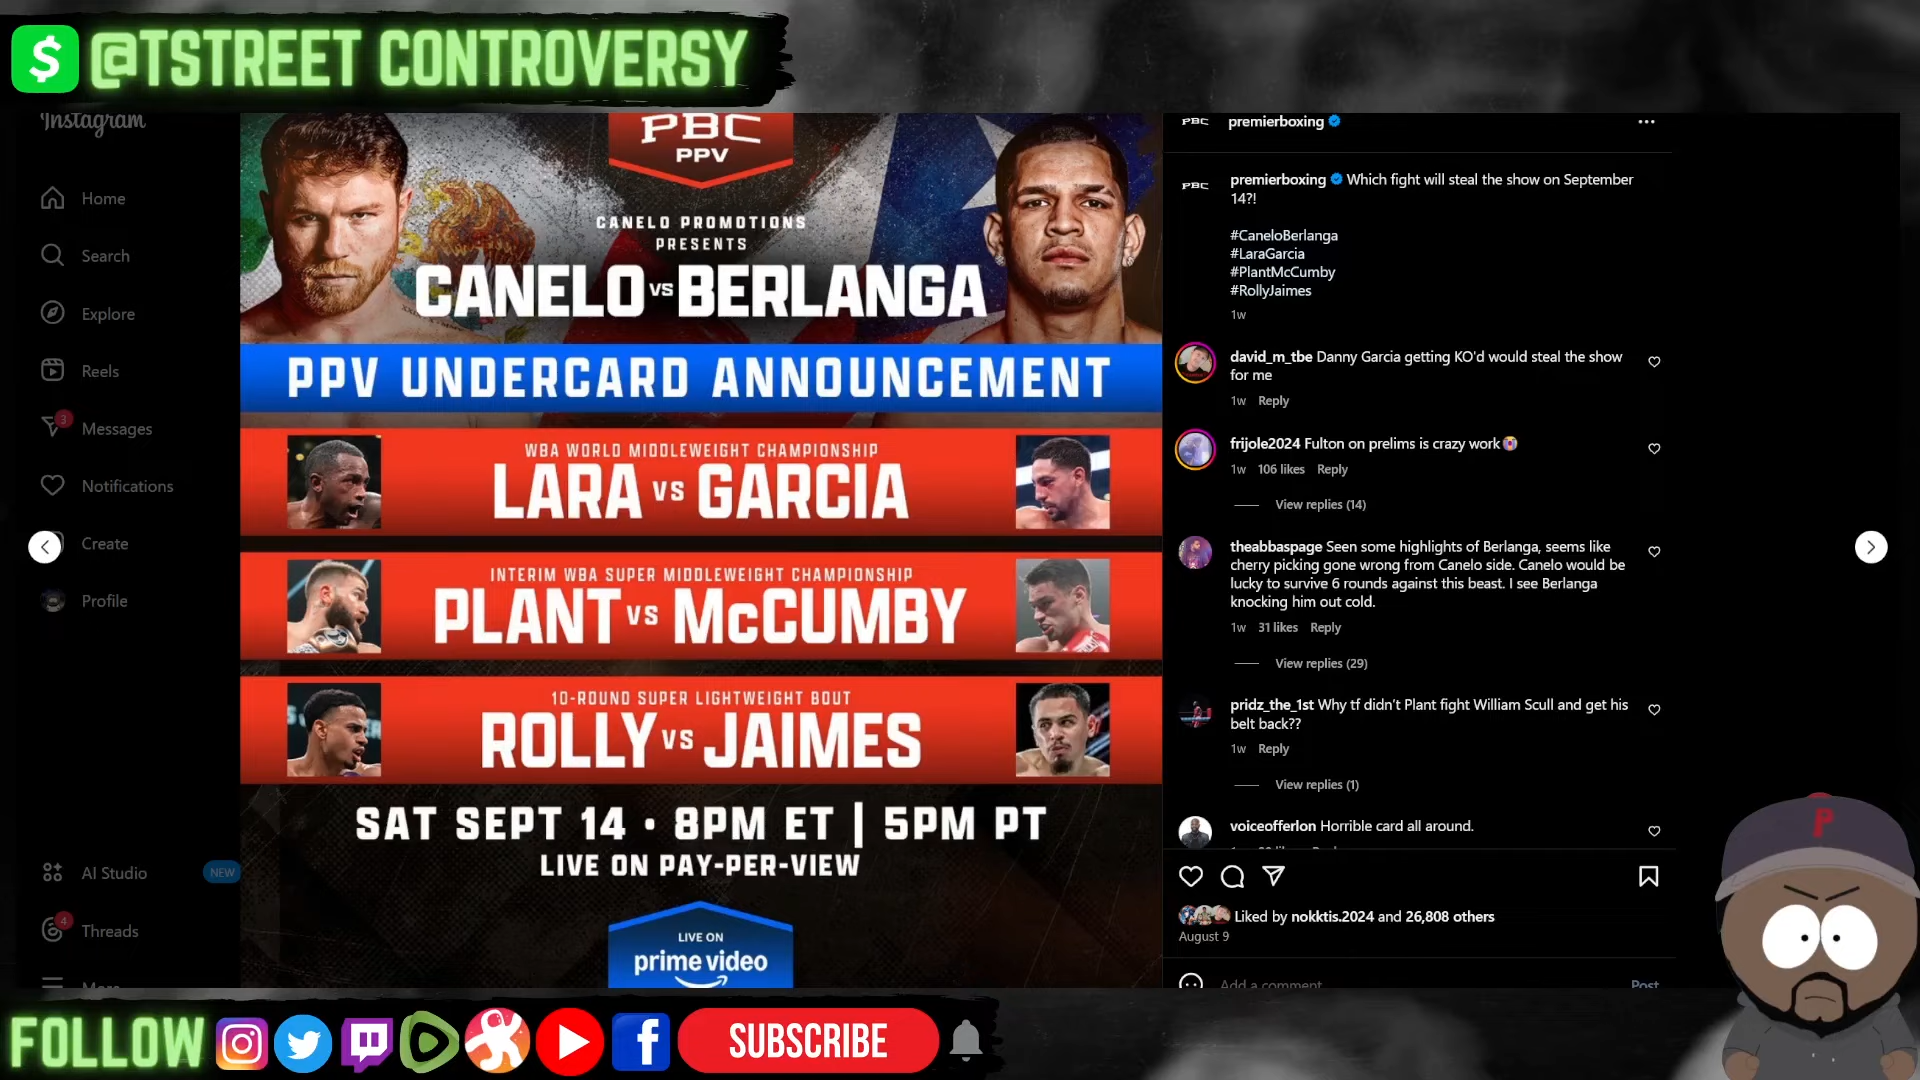 $ @TSTREET CONTROVERSY
Instagram
Home
Search
Explore
Reels
3
Messages
Notifications
Create
Profile
AI Studio
NEW
4
Threads
More
PBC
PPV
CANELO PROMOTIONS
PRESENTS
CANELO VS BERLANGA
PPV UNDERCARD ANNOUNCEMENT
WBA WORLD MIDDLEWEIGHT CHAMPIONSHIP
LARA VS GARCIA
INTERIM WBA SUPER MIDDLEWEIGHT CHAMPIONSHIP
PLANT VS McCUMBY
10-ROUND SUPER LIGHTWEIGHT BOUT
ROLLY VS JAIMES
SAT SEPT 14 • 8PM ET | 5PM PT
LIVE ON PAY-PER-VIEW
LIVE ON
prime video
PBC premierboxing
PBC premierboxing Which fight will steal the show on September
14?!
#CaneloBerlanga
#LaraGarcia
#PlantMcCumby
#RollyJaimes
1w
david_m_tbe Danny Garcia getting KO'd would steal the show
for me
1w Reply
frijole2024 Fulton on prelims is crazy work😭
1w 106 likes Reply
View replies (14)
theabbaspage Seen some highlights of Berlanga, seems like
cherry picking gone wrong from Canelo side. Canelo would be
lucky to survive 6 rounds against this beast. I see Berlanga
knocking him out cold.
1w 31 likes Reply
View replies (29)
pridz_the_1st Why tf didn't Plant fight William Scull and get his
belt back??
1w Reply
View replies (1)
voiceofferlon Horrible card all around.
Liked by nokktis.2024 and 26,808 others
August 9
Add a comment
Post
P
FOLLOW
SUBSCRIBE